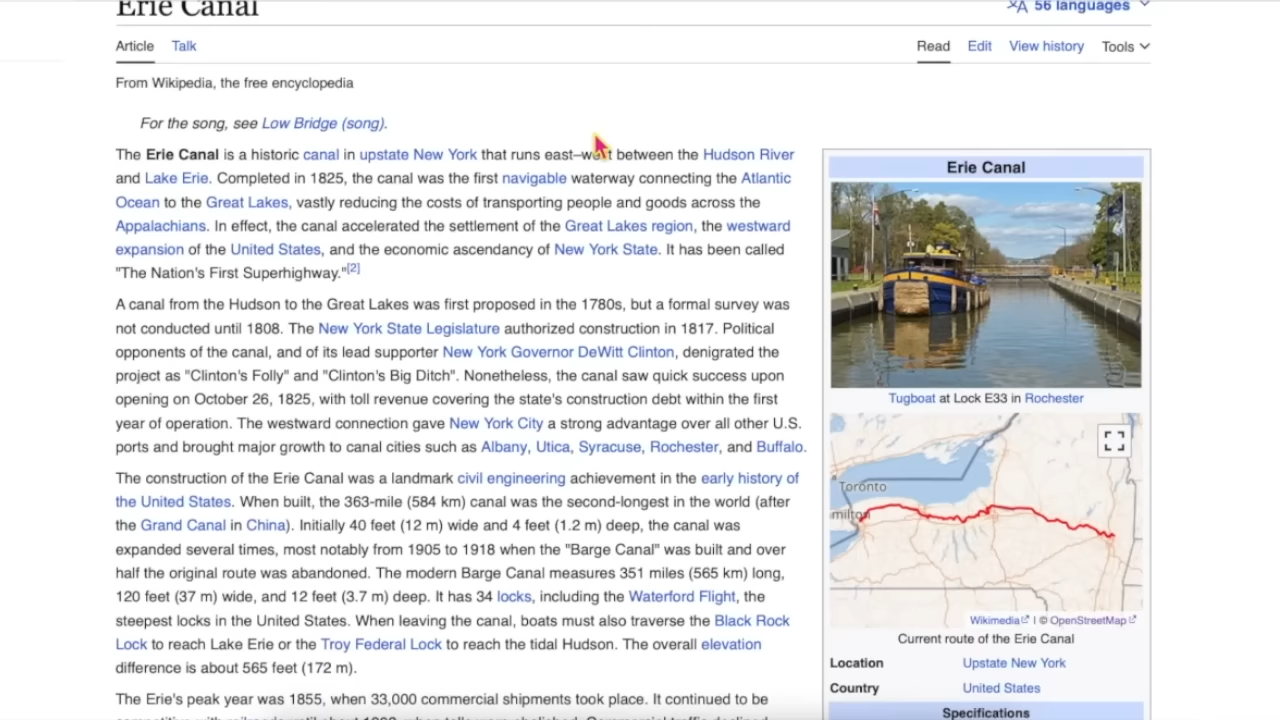 Erie Canal
56 languages
Article Talk
Read Edit View history Tools
From Wikipedia, the free encyclopedia
For the song, see Low Bridge (song).
The Erie Canal is a historic canal in upstate New York that runs east–west between the Hudson River
and Lake Erie. Completed in 1825, the canal was the first navigable waterway connecting the Atlantic
Ocean to the Great Lakes, vastly reducing the costs of transporting people and goods across the
Appalachians. In effect, the canal accelerated the settlement of the Great Lakes region, the westward
expansion of the United States, and the economic ascendancy of New York State. It has been called
"The Nation's First Superhighway."[2]
A canal from the Hudson to the Great Lakes was first proposed in the 1780s, but a formal survey was
not conducted until 1808. The New York State Legislature authorized construction in 1817. Political
opponents of the canal, and of its lead supporter New York Governor DeWitt Clinton, denigrated the
project as "Clinton's Folly" and "Clinton's Big Ditch". Nonetheless, the canal saw quick success upon
opening on October 26, 1825, with toll revenue covering the state's construction debt within the first
year of operation. The westward connection gave New York City a strong advantage over all other U.S.
ports and brought major growth to canal cities such as Albany, Utica, Syracuse, Rochester, and Buffalo.
The construction of the Erie Canal was a landmark civil engineering achievement in the early history of
the United States. When built, the 363-mile (584 km) canal was the second-longest in the world (after
the Grand Canal in China). Initially 40 feet (12 m) wide and 4 feet (1.2 m) deep, the canal was
expanded several times, most notably from 1905 to 1918 when the "Barge Canal" was built and over
half the original route was abandoned. The modern Barge Canal measures 351 miles (565 km) long,
120 feet (37 m) wide, and 12 feet (3.7 m) deep. It has 34 locks, including the Waterford Flight, the
steepest locks in the United States. When leaving the canal, boats must also traverse the Black Rock
Lock to reach Lake Erie or the Troy Federal Lock to reach the tidal Hudson. The overall elevation
difference is about 565 feet (172 m).
The Erie's peak year was 1855, when 33,000 commercial shipments took place. It continued to be
Erie Canal
Tugboat at Lock E33 in Rochester
Toronto
milton
Wikimedia | © OpenStreetMap
Current route of the Erie Canal
Location Upstate New York
Country United States
Specifications